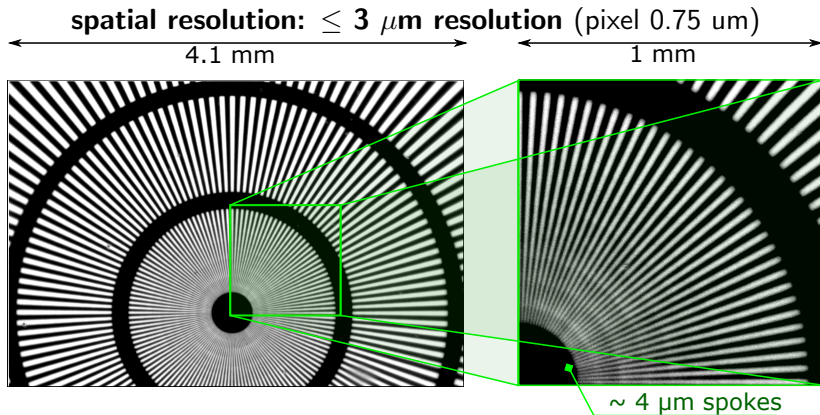 spatial resolution: ≤ 3 μm resolution (pixel 0.75 um)
4.1 mm
1 mm
~ 4 μm spokes